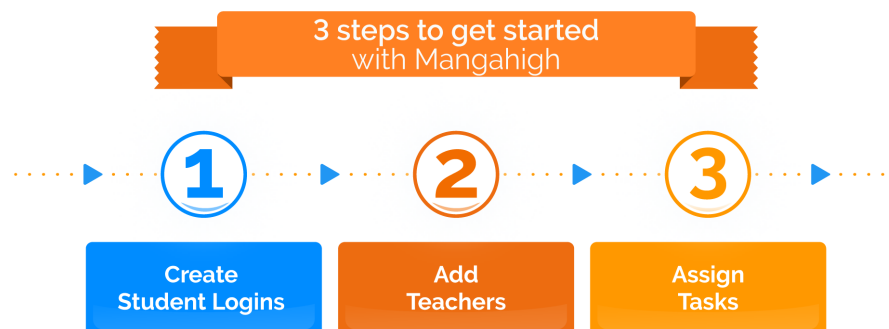 3 steps to get started
with Mangahigh
1
2
3
Create
Student Logins
Add
Teachers
Assign
Tasks